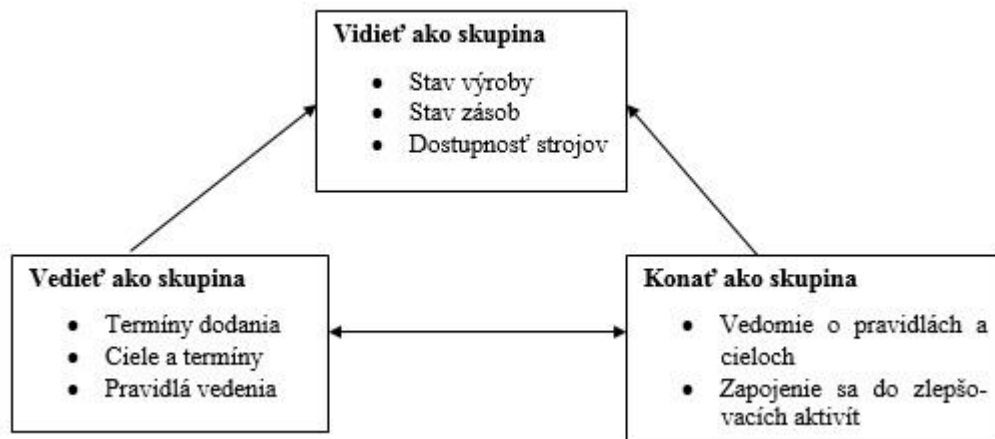 Vidieť ako skupina
● Stav výroby
● Stav zásob
● Dostupnosť strojov
Vedieť ako skupina
● Termíny dodania
● Ciele a termíny
● Pravidlá vedenia
Konať ako skupina
● Vedomie o pravidlách a
cieloch
● Zapojenie sa do zlepšo-
vacích aktivít